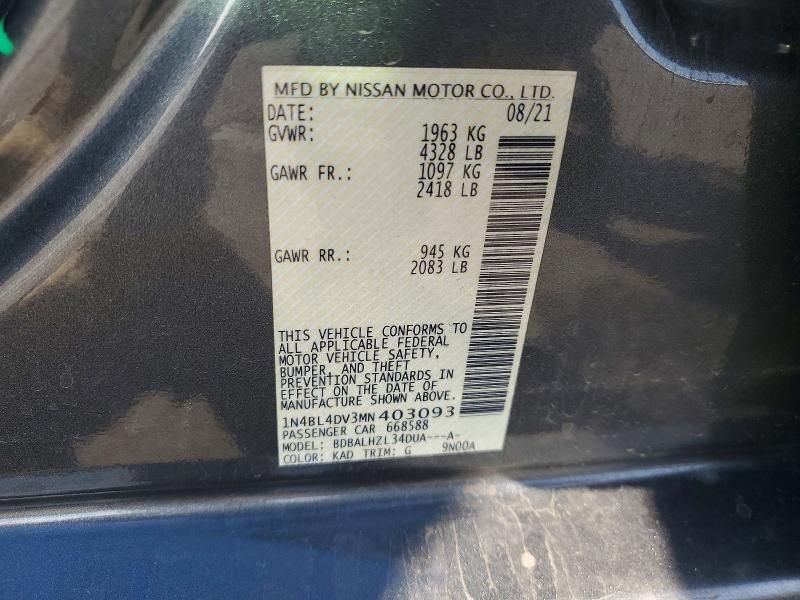 MFD BY NISSAN MOTOR CO., LTD.
DATE: 08/21
GVWR: 1963 KG
4328 LB
GAWR FR.: 1097 KG
2418 LB
GAWR RR.: 945 KG
2083 LB
THIS VEHICLE CONFORMS TO
ALL APPLICABLE FEDERAL
MOTOR VEHICLE SAFETY,
BUMPER, AND THEFT
PREVENTION STANDARDS IN
EFFECT ON THE DATE OF
MANUFACTURE SHOWN ABOVE.
1N4BL4DV3MN403093
PASSENGER CAR 668588
MODEL: BDBALHZL34DUA---A-
COLOR: KAD TRIM: G 9N00A